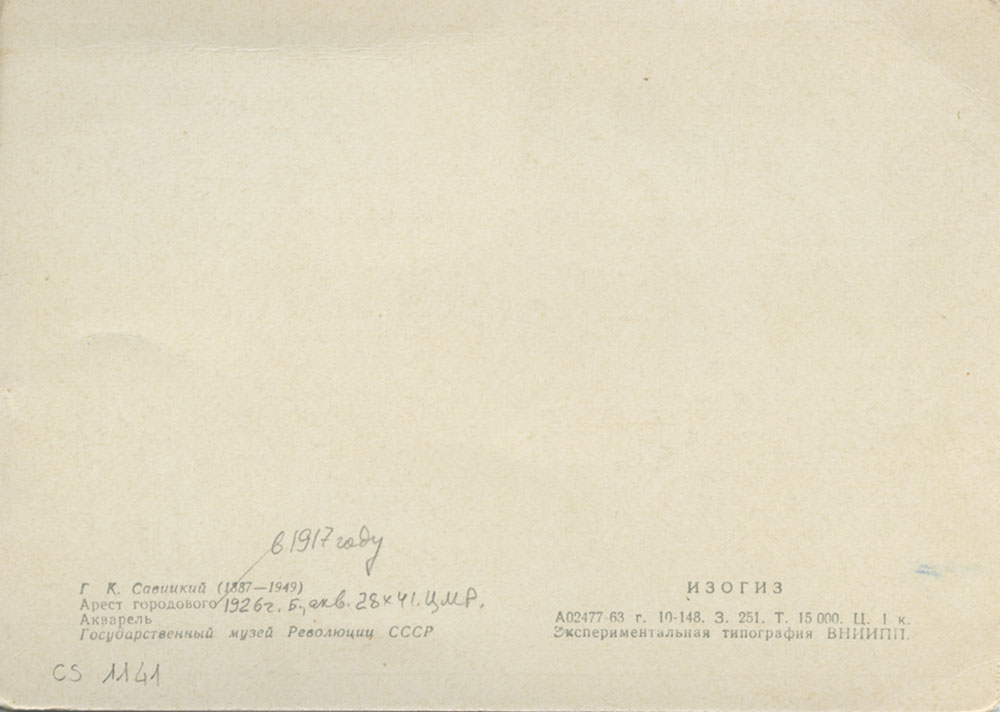 в 1917 году
Г. К. Савицкий (1887—1949)
Арест городового 1926 г. Б., акв. 28×41. ЦМР.
Акварель
Государственный музей Революции СССР
CS 1141
ИЗОГИЗ
А02477-63 г. 10-148. З. 251. Т. 15 000. Ц. 1 к.
Экспериментальная типография ВНИИПП.